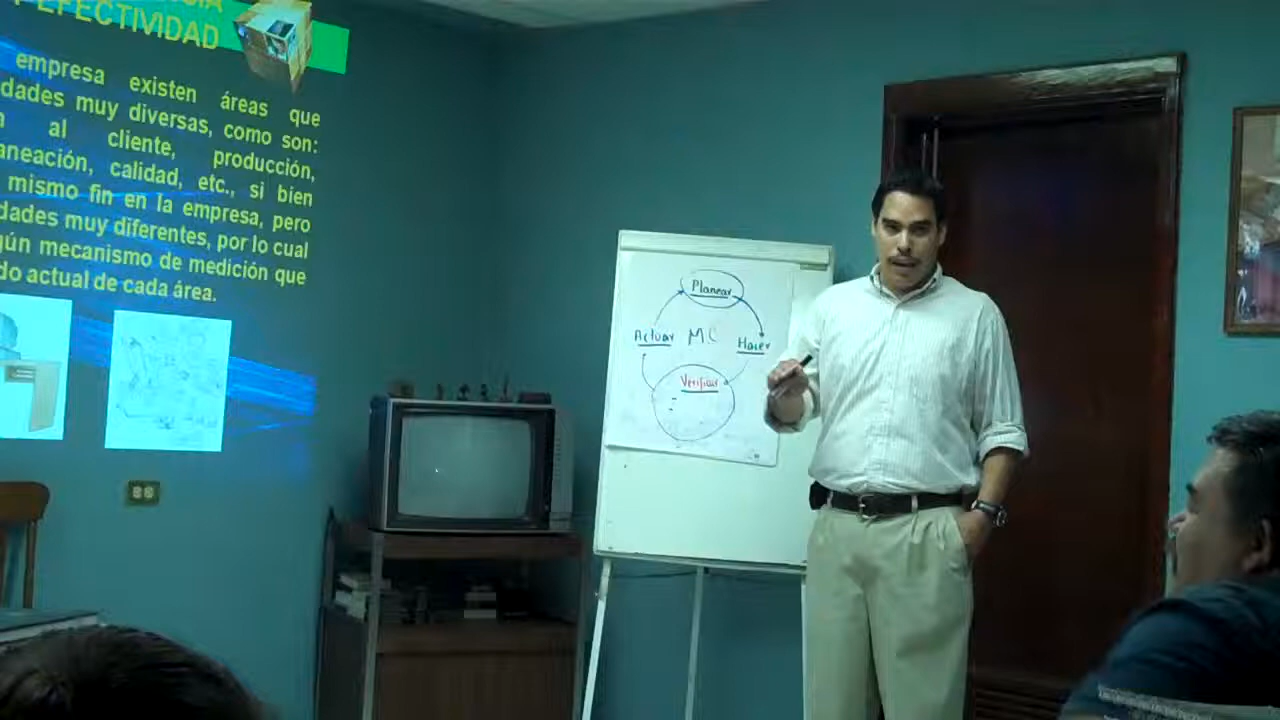 EFECTIVIDAD
empresa existen áreas que
dades muy diversas, como son:
al cliente, producción,
aneación, calidad, etc., si bien
mismo fin en la empresa, pero
dades muy diferentes, por lo cual
gún mecanismo de medición que
do actual de cada área.
Planear
Actuar MC Hacer
Verificar